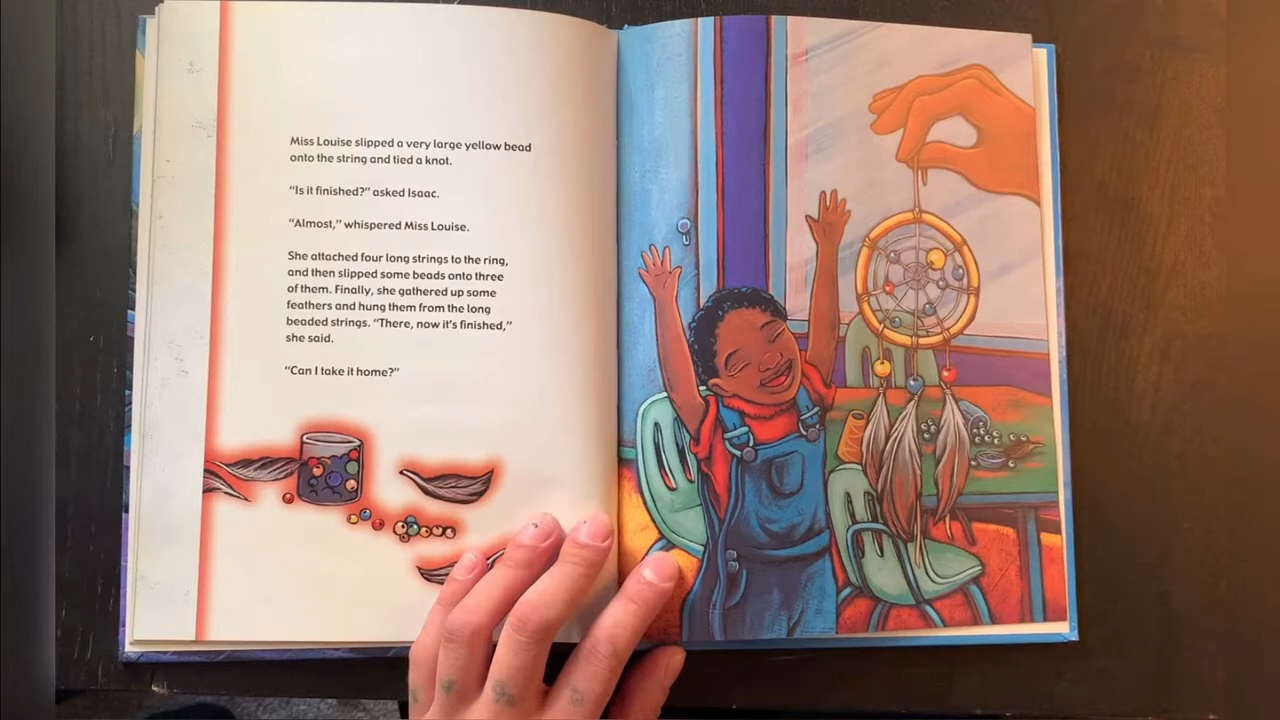 Miss Louise slipped a very large yellow bead
onto the string and tied a knot.
“Is it finished?” asked Isaac.
“Almost,” whispered Miss Louise.
She attached four long strings to the ring,
and then slipped some beads onto three
of them. Finally, she gathered up some
feathers and hung them from the long
beaded strings. “There, now it’s finished,”
she said.
“Can I take it home?”